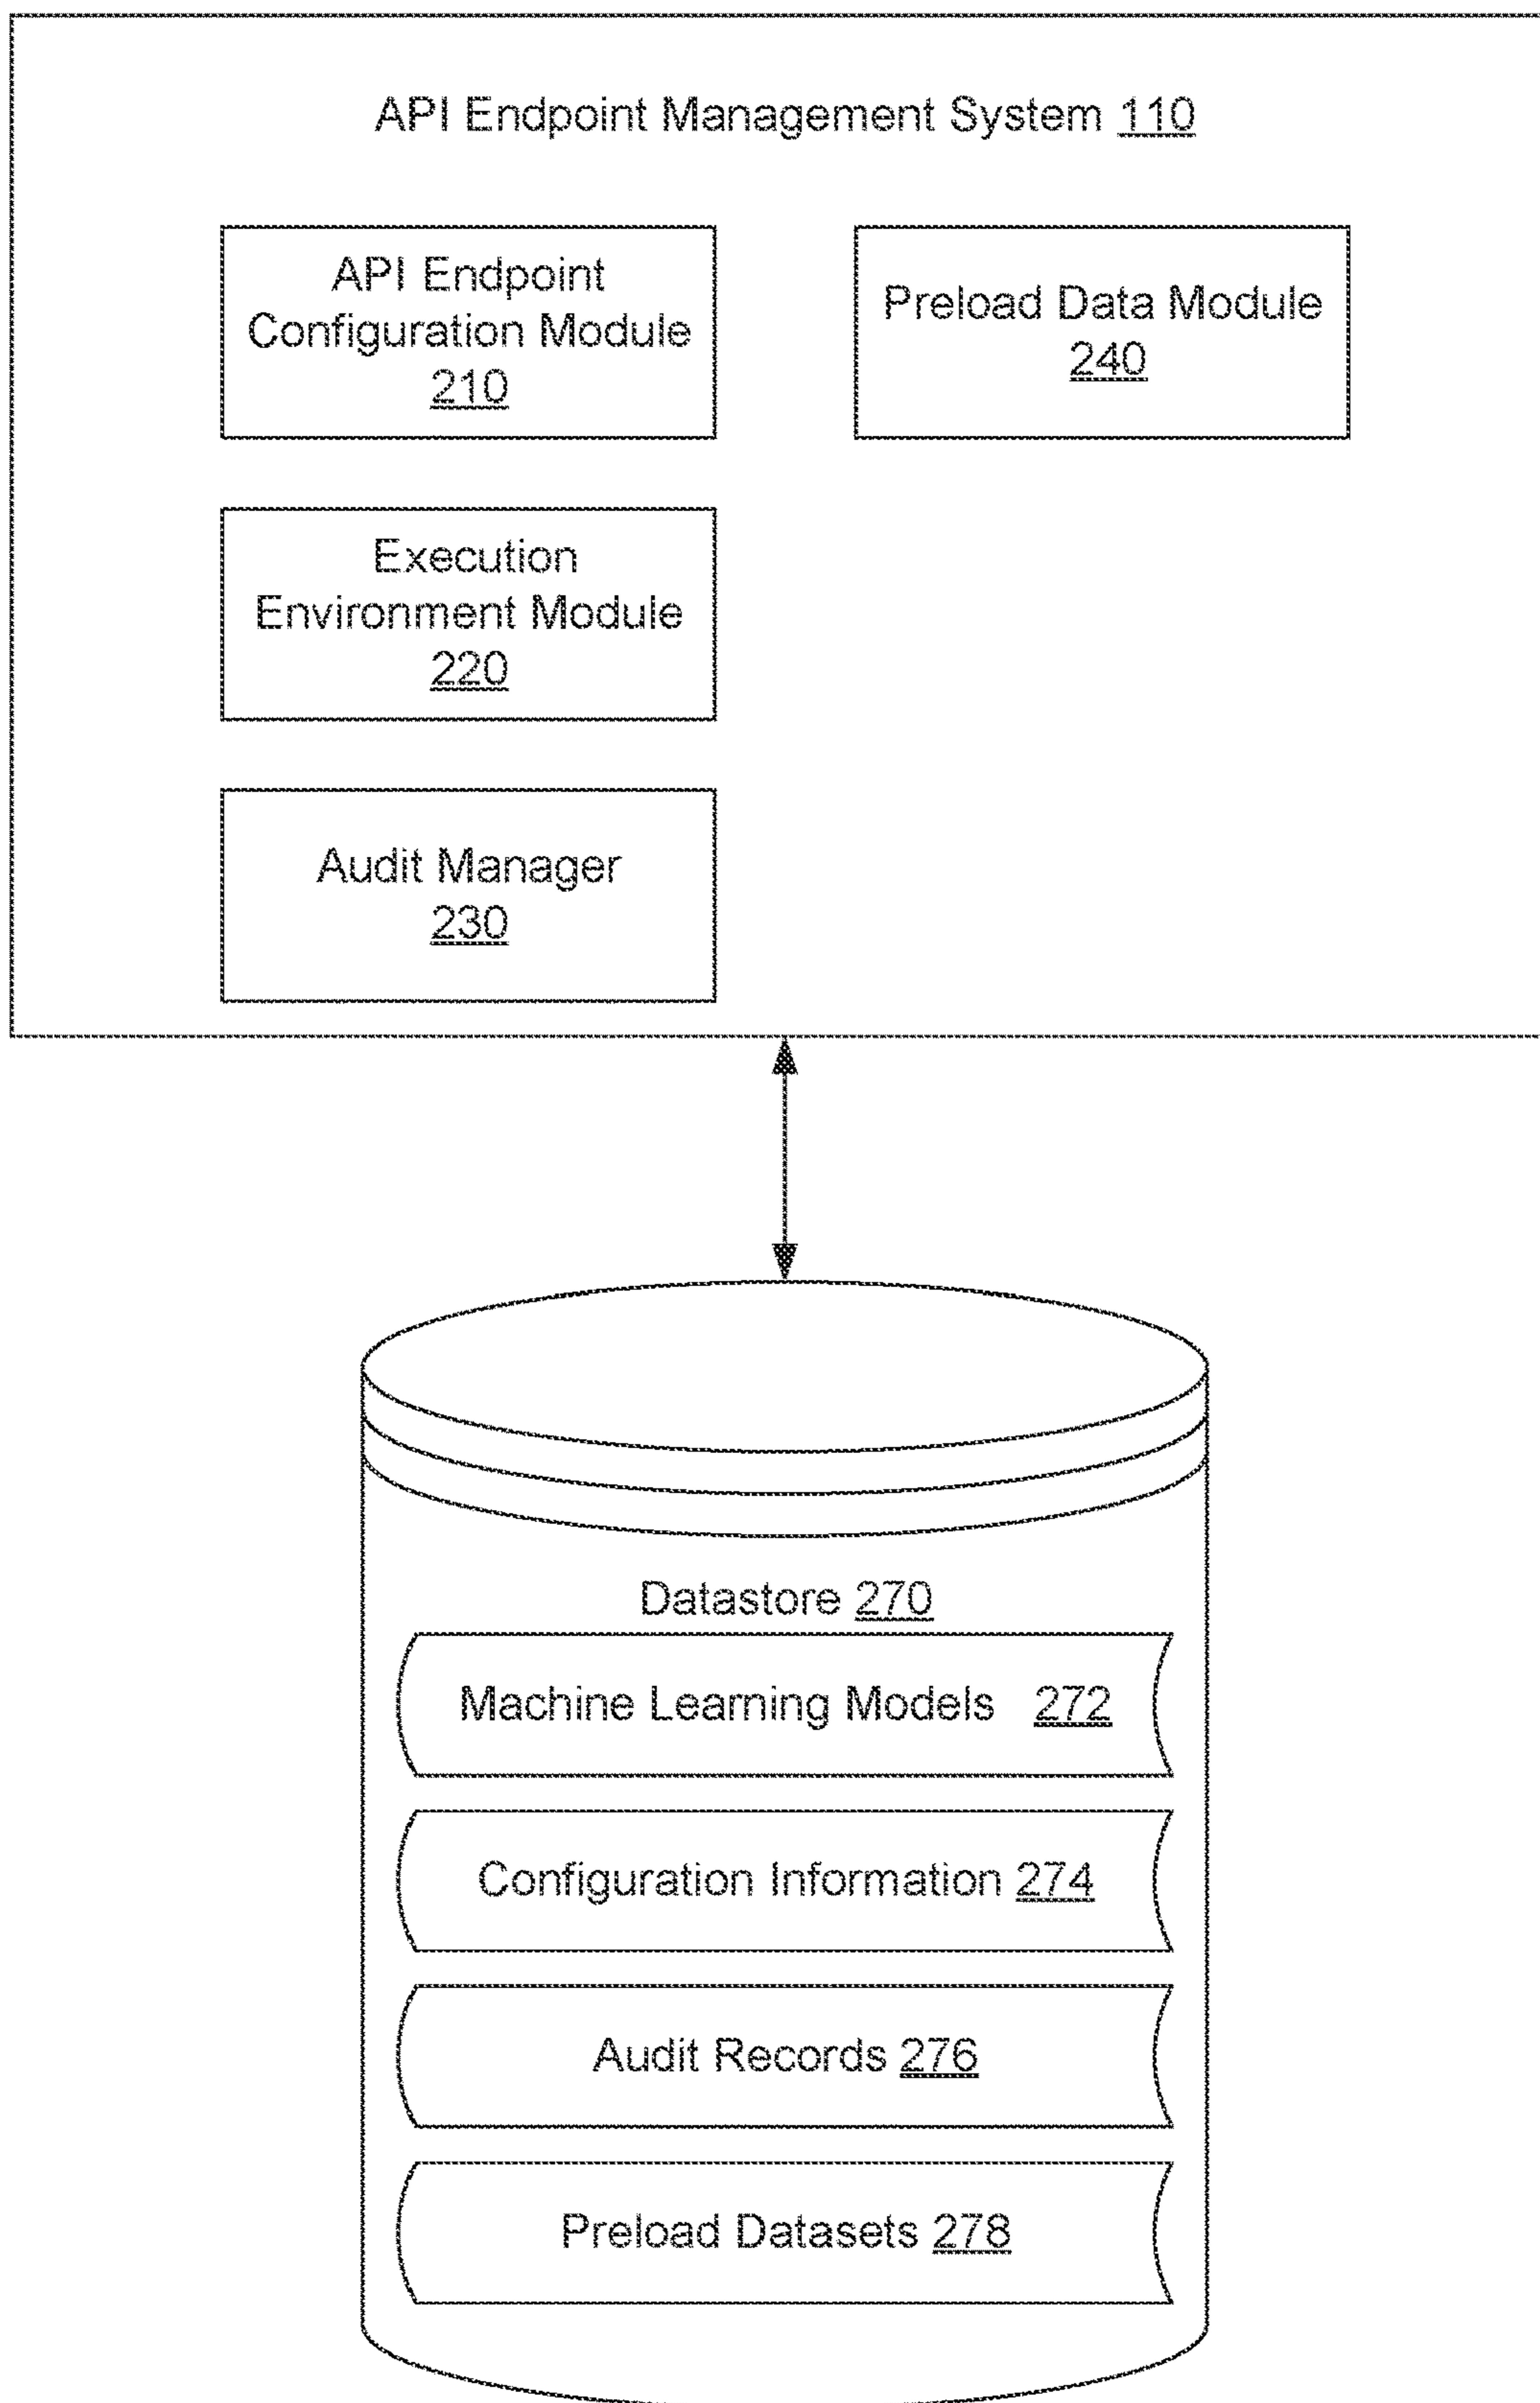 API Endpoint Management System 110
API Endpoint
Configuration Module
210
Preload Data Module
240
Execution
Environment Module
220
Audit Manager
230
Datastore 270
Machine Learning Models 272
Configuration Information 274
Audit Records 276
Preload Datasets 278